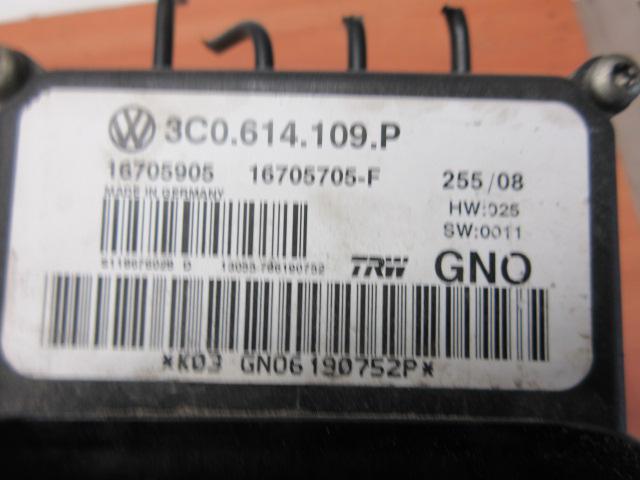 3C0.614.109.P
16705905 16705705-F 255/08
MADE IN GERMANY
HW:025
SW:0011
TRW GNO
*K03 GN06190752P*